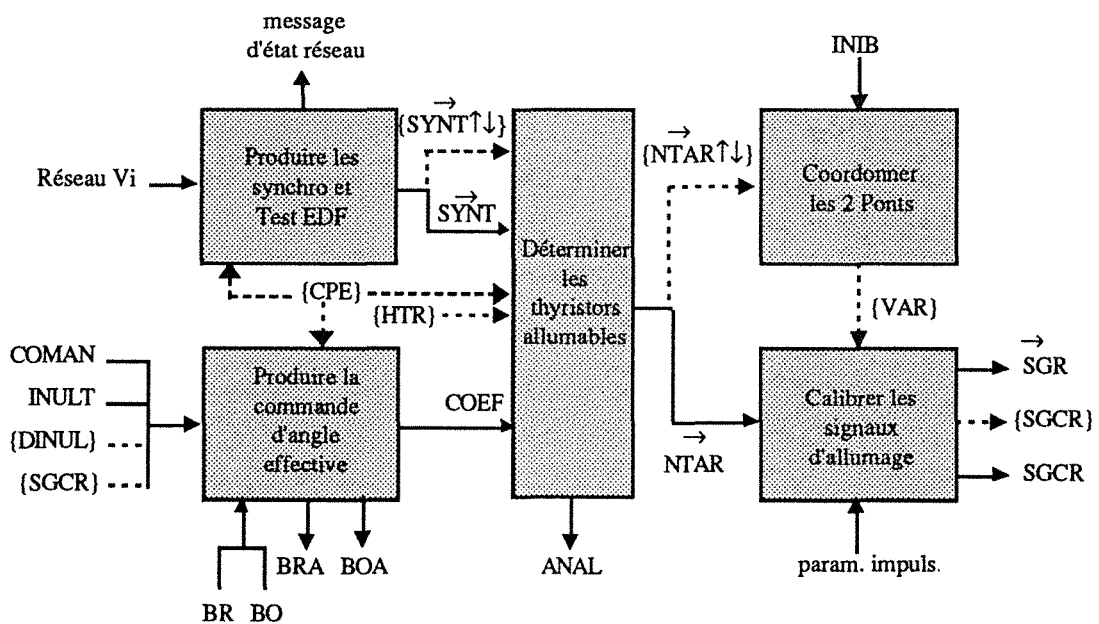 message
d'état réseau
INIB
{SYNT↑↓}
{NTAR↑↓}
Réseau Vi
Produire les
synchro et
Test EDF
SYNT
Coordonner
les 2 Ponts
Déterminer
les
thyristors
allumables
{CPE}
{HTR}
{VAR}
COMAN
INULT
{DINUL}
{SGCR}
Produire la
commande
d'angle
effective
COEF
NTAR
Calibrer les
signaux
d'allumage
SGR
{SGCR}
SGCR
BRA
BOA
ANAL
param. impuls.
BR
BO